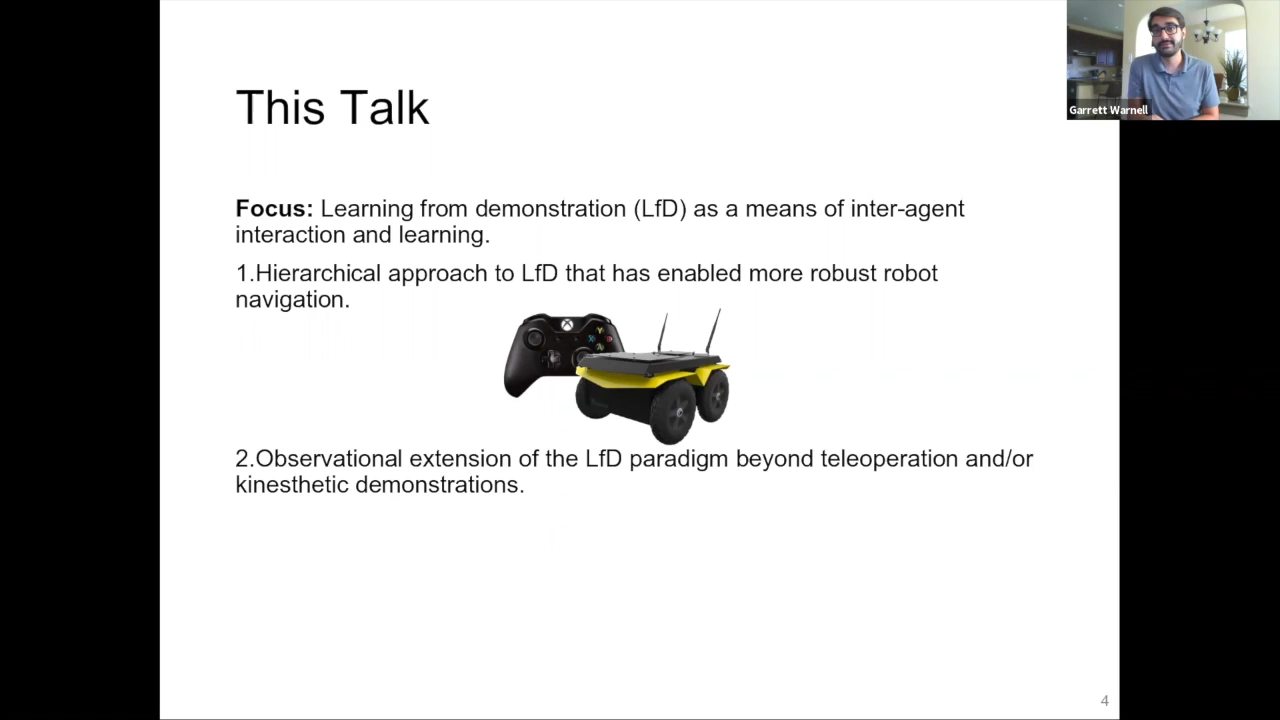 This Talk
Garrett Warnell
Focus: Learning from demonstration (LfD) as a means of inter-agent
interaction and learning.
1.Hierarchical approach to LfD that has enabled more robust robot
navigation.
2.Observational extension of the LfD paradigm beyond teleoperation and/or
kinesthetic demonstrations.
4